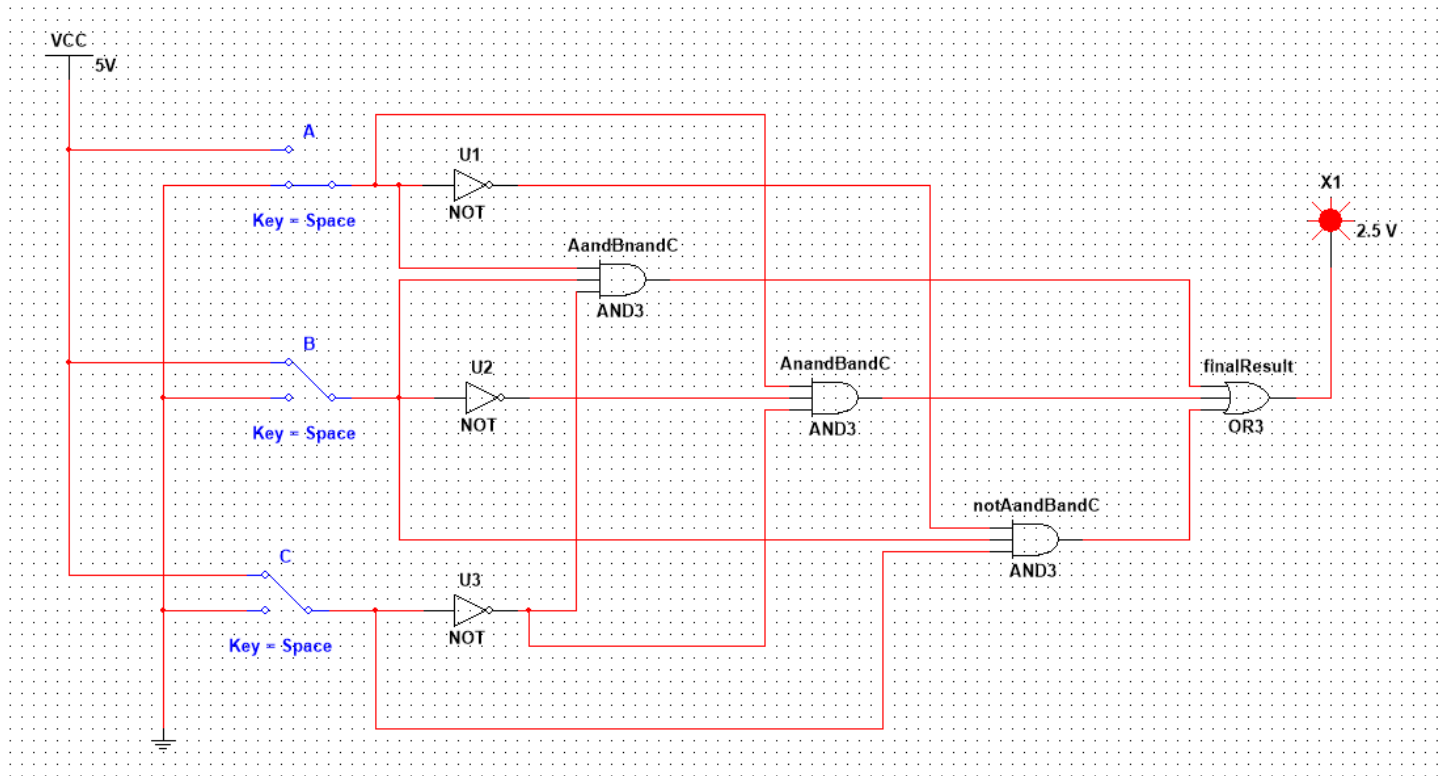 VCC
5V
A
Key = Space
U1
NOT
AandBnandC
AND3
B
Key = Space
U2
NOT
AnandBandC
AND3
finalResult
OR3
X1
2.5 V
notAandBandC
AND3
C
Key = Space
U3
NOT